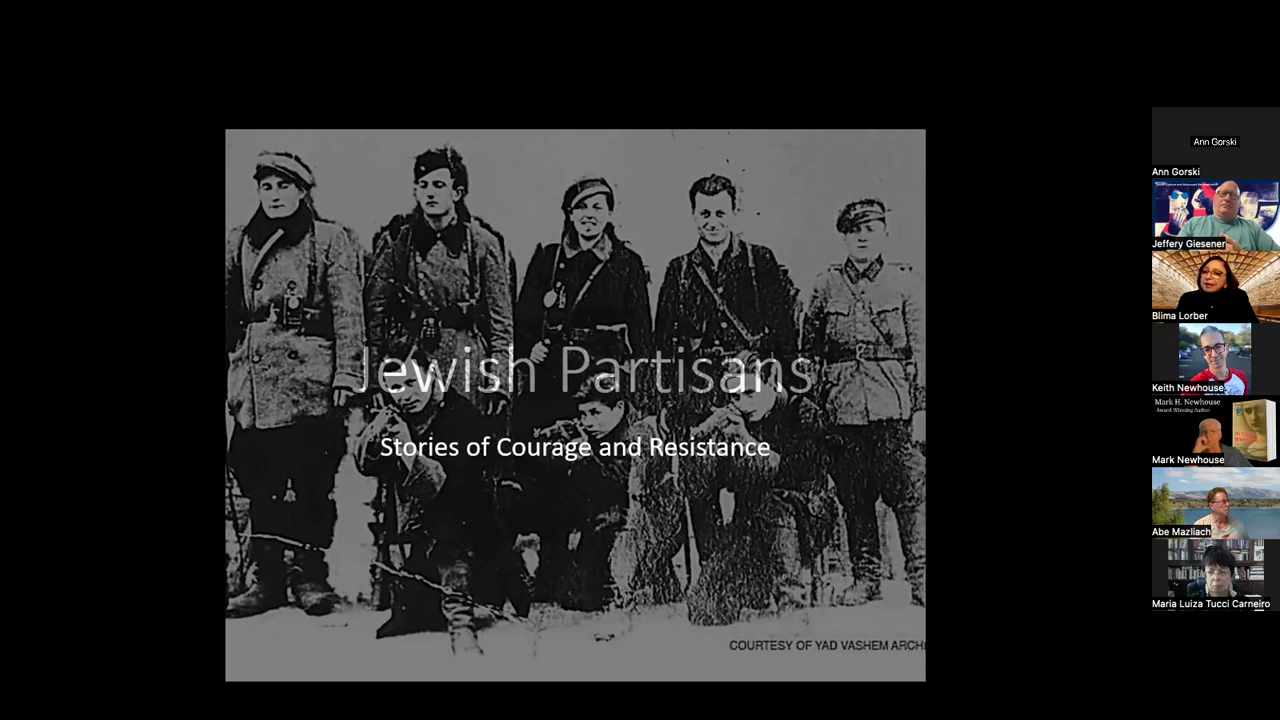 Jewish Partisans
Stories of Courage and Resistance
COURTESY OF YAD VASHEM ARCH
Ann Gorski
Ann Gorski
Jeffery Giesener
Blima Lorber
Keith Newhouse
Mark H. Newhouse
Award-Winning Author
Mark Newhouse
Abe Mazliach
Maria Luiza Tucci Carneiro